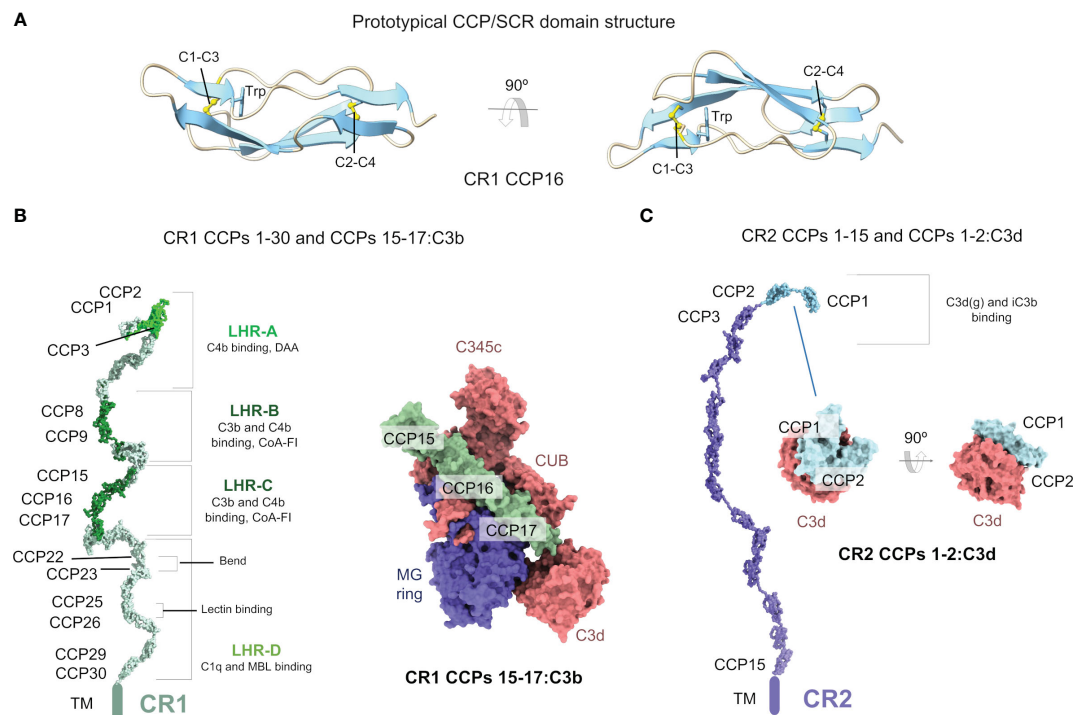 A
Prototypical CCP/SCR domain structure
C1-C3
Trp
C2-C4
90º
C2-C4
Trp
C1-C3
CR1 CCP16
B
CR1 CCPs 1-30 and CCPs 15-17:C3b
CCP2
CCP1
CCP3
LHR-A
C4b binding, DAA
CCP8
CCP9
LHR-B
C3b and C4b
binding, CoA-FI
CCP15
CCP16
CCP17
LHR-C
C3b and C4b
binding, CoA-FI
CCP22
CCP23
Bend
CCP25
CCP26
Lectin binding
CCP29
CCP30
LHR-D
C1q and MBL binding
TM
CR1
C345c
CCP15
CUB
CCP16
CCP17
MG
ring
C3d
CR1 CCPs 15-17:C3b
C
CR2 CCPs 1-15 and CCPs 1-2:C3d
CCP2
CCP1
CCP3
C3d(g) and iC3b
binding
CCP1
CCP2
C3d
90º
CCP1
CCP2
C3d
CR2 CCPs 1-2:C3d
CCP15
TM
CR2